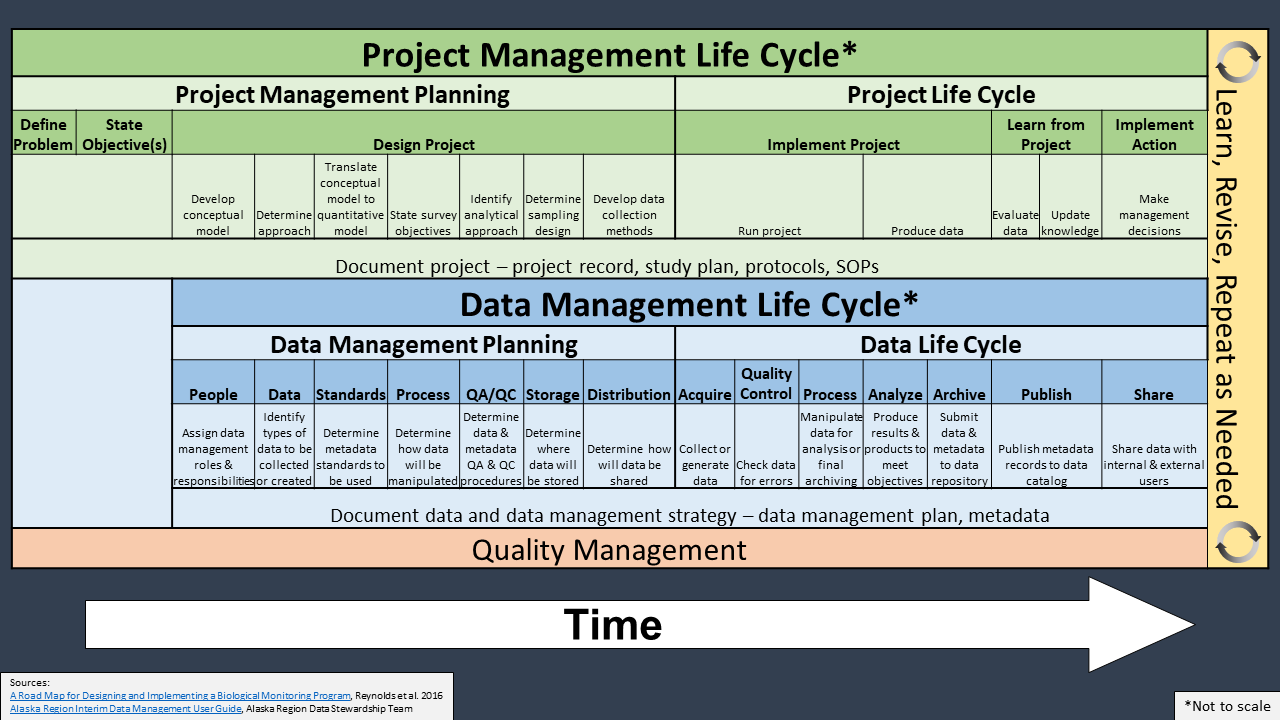 Project Management Life Cycle*
Project Management Planning
Project Life Cycle
Define
Problem
State
Objective(s)
Design Project
Implement Project
Learn from
Project
Implement
Action
Develop
conceptual
model
Determine
approach
Translate
conceptual
model to
quantitative
model
State survey
objectives
Identify
analytical
approach
Determine
sampling
design
Develop data
collection
methods
Run project
Produce data
Evaluate
data
Update
knowledge
Make
management
decisions
Document project – project record, study plan, protocols, SOPs
Data Management Life Cycle*
Data Management Planning
Data Life Cycle
People
Data
Standards
Process
QA/QC
Storage
Distribution
Acquire
Quality
Control
Process
Analyze
Archive
Publish
Share
Assign data
management
roles &
responsibilities
Identify
types of
data to be
collected
or created
Determine
metadata
standards to
be used
Determine
how data
will be
manipulated
Determine
data &
metadata
QA & QC
procedures
Determine
where
data will
be stored
Determine how
will data be
shared
Collect or
generate
data
Check data
for errors
Manipulate
data for
analysis or
final
archiving
Produce
results &
products to
meet
objectives
Submit
data &
metadata
to data
repository
Publish metadata
records to data
catalog
Share data with
internal & external
users
Document data and data management strategy – data management plan, metadata
Quality Management
Learn, Revise, Repeat as Needed
Time
Sources:
A Road Map for Designing and Implementing a Biological Monitoring Program, Reynolds et al. 2016
Alaska Region Interim Data Management User Guide, Alaska Region Data Stewardship Team
*Not to scale